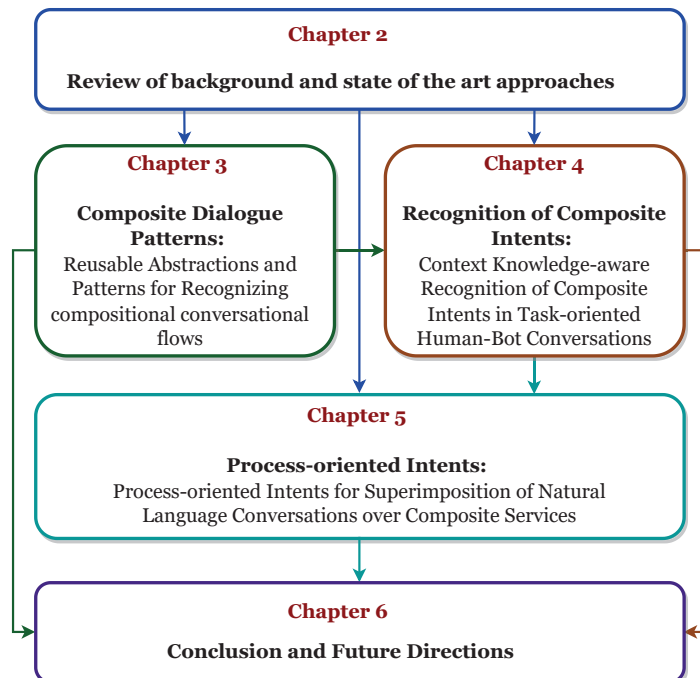 Chapter 2
Review of background and state of the art approaches
Chapter 3
Composite Dialogue
Patterns:
Reusable Abstractions and
Patterns for Recognizing
compositional conversational
flows
Chapter 4
Recognition of Composite
Intents:
Context Knowledge-aware
Recognition of Composite
Intents in Task-oriented
Human-Bot Conversations
Chapter 5
Process-oriented Intents:
Process-oriented Intents for Superimposition of Natural
Language Conversations over Composite Services
Chapter 6
Conclusion and Future Directions